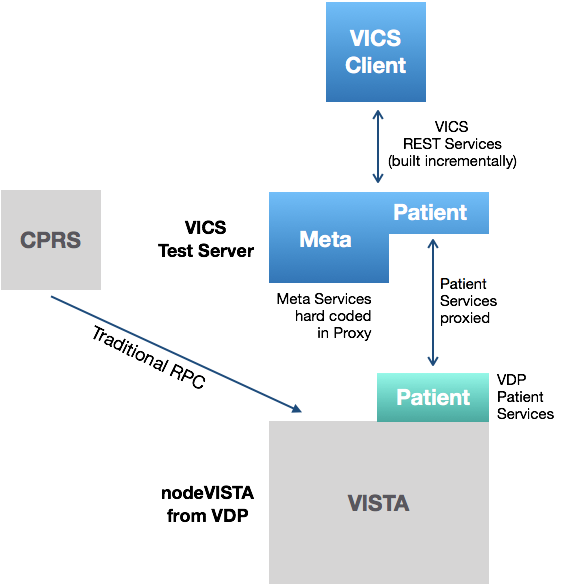 VICS
Client
VICS
REST Services
(built incrementally)
CPRS
VICS
Test Server
Meta
Patient
Meta Services
hard coded
in Proxy
Patient
Services
proxied
Traditional RPC
Patient
VDP
Patient
Services
nodeVISTA
from VDP
VISTA